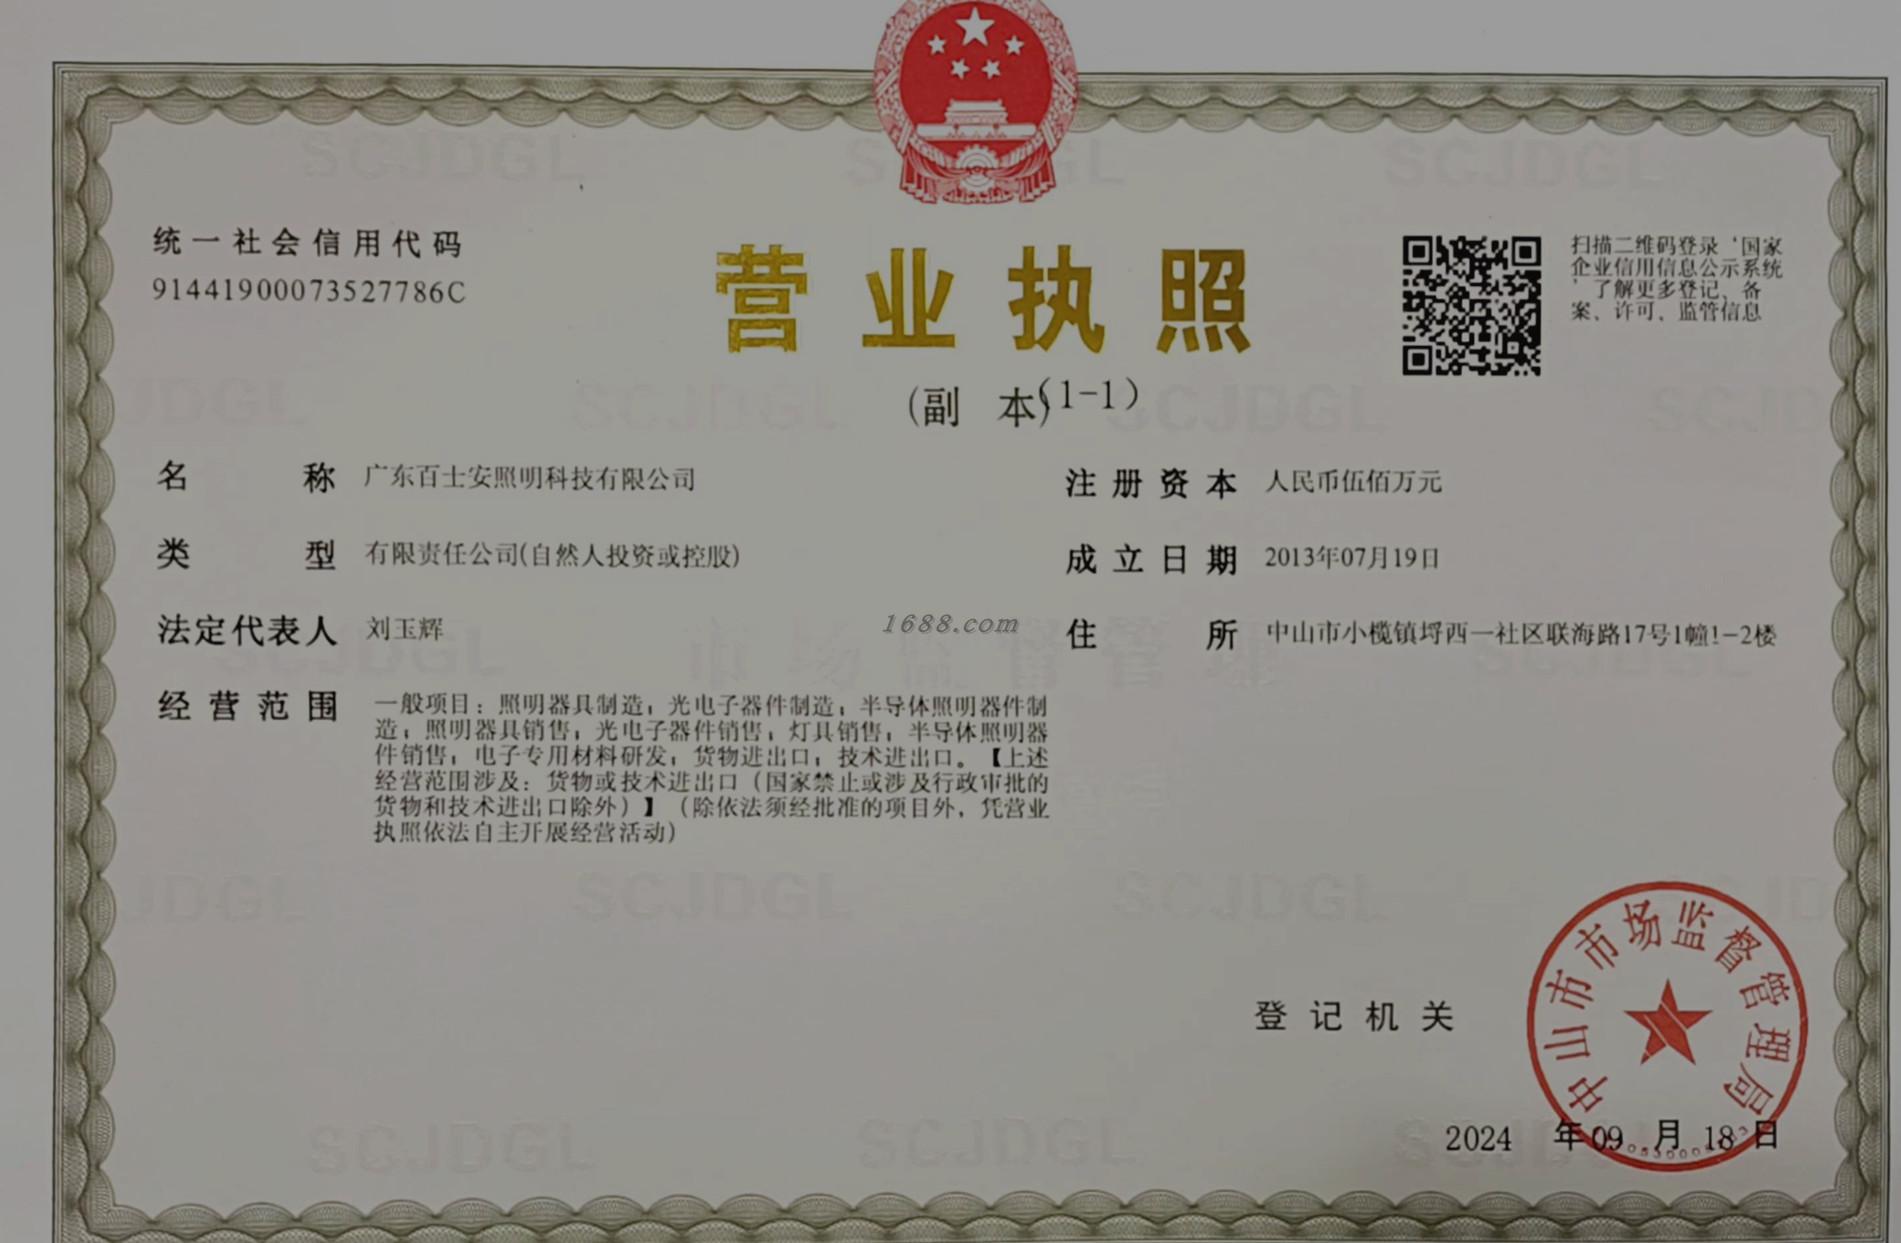 统一社会信用代码
91441900073527786C
营业执照
(副 本)(1-1)
扫描二维码登录‘国家
企业信用信息公示系统
’了解更多登记、备
案、许可、监管信息
名 称 广东百士安照明科技有限公司
类 型 有限责任公司(自然人投资或控股)
法定代表人 刘玉辉
经营范围 一般项目：照明器具制造；光电子器件制造；半导体照明器件制
造；照明器具销售；光电子器件销售；灯具销售；半导体照明器
件销售；电子专用材料研发；货物进出口；技术进出口。【上述
经营范围涉及：货物或技术进出口（国家禁止或涉及行政审批的
货物和技术进出口除外）】（除依法须经批准的项目外，凭营业
执照依法自主开展经营活动）
注册资本 人民币伍佰万元
成立日期 2013年07月19日
住 所 中山市小榄镇埒西一社区联海路17号1幢1-2楼
1688.com
登记机关
中山市市场监督管理局
2024 年09 月 18 日
SCJDGL
市场监督管理